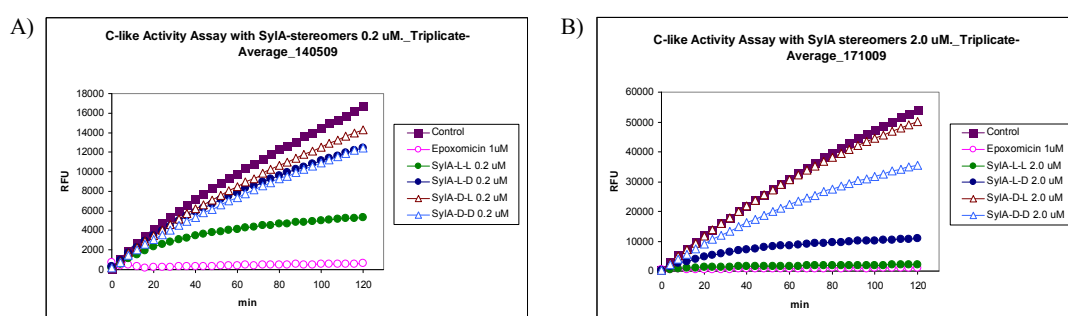 A)
C-like Activity Assay with SylA-stereomers 0.2 uM._Triplicate-
Average_140509
18000
16000
14000
12000
10000
8000
6000
4000
2000
0
RFU
0 20 40 60 80 100 120
min
Control
Epoxomicin 1uM
SylA-L-L 0.2 uM
SylA-L-D 0.2 uM
SylA-D-L 0.2 uM
SylA-D-D 0.2 uM
B)
C-like Activity Assay with SylA stereomers 2.0 uM._Triplicate-
Average_171009
60000
50000
40000
30000
20000
10000
0
RFU
0 20 40 60 80 100 120
min
Control
Epoxomicin 1uM
SylA-L-L 2.0 uM
SylA-L-D 2.0 uM
SylA-D-L 2.0 uM
SylA-D-D 2.0 uM